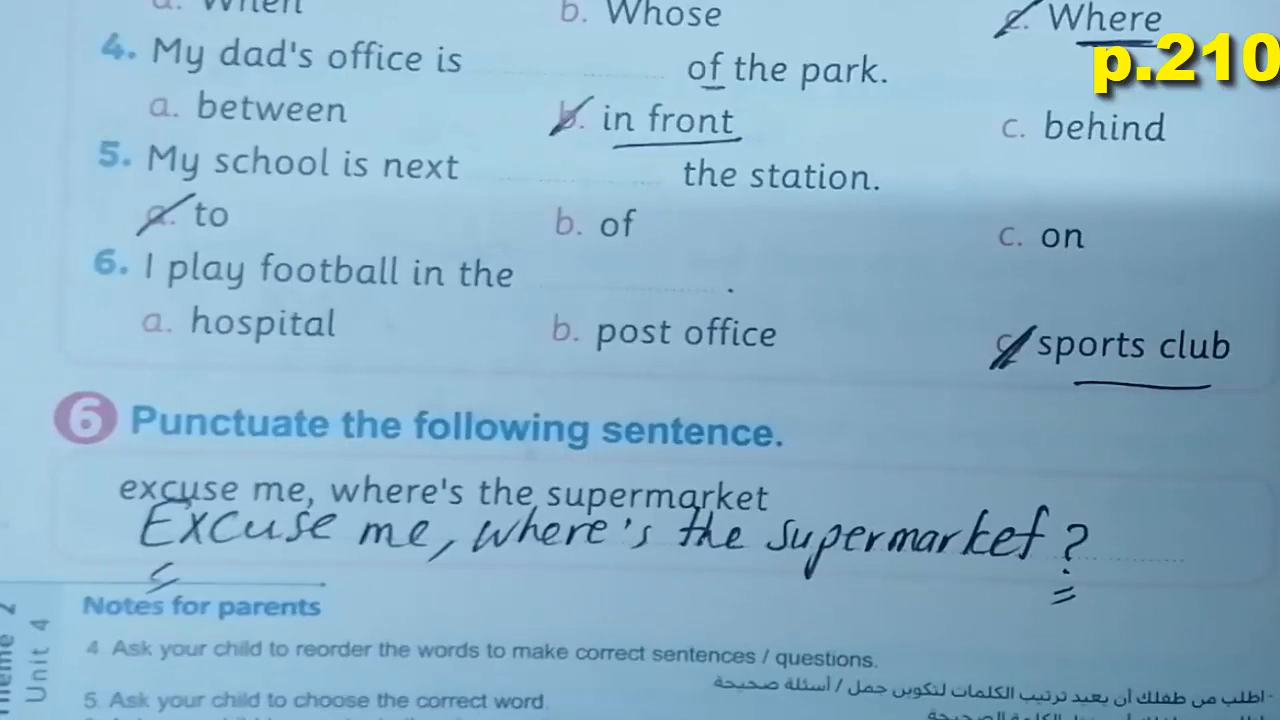 a. When b. Whose c. Where
p.210
4. My dad's office is of the park.
a. between b. in front c. behind
5. My school is next the station.
a. to b. of c. on
6. I play football in the .
a. hospital b. post office c. sports club
6 Punctuate the following sentence.
excuse me, where's the supermarket
Excuse me, where's the supermarket ?
Theme 2
Unit 4
Notes for parents
4. Ask your child to reorder the words to make correct sentences / questions.
- اطلب من طفلك أن يعيد ترتيب الكلمات لتكوين جمل / أسئلة صحيحة
5. Ask your child to choose the correct word.